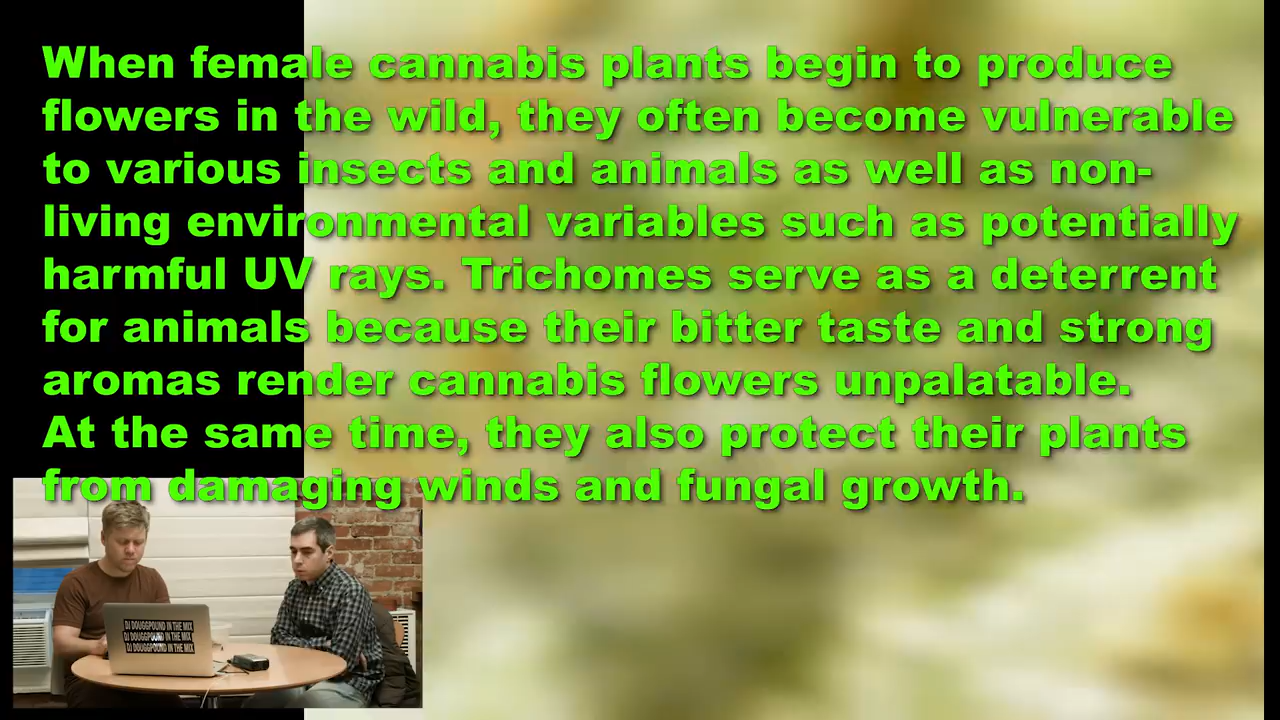 When female cannabis plants begin to produce
flowers in the wild, they often become vulnerable
to various insects and animals as well as non-
living environmental variables such as potentially
harmful UV rays. Trichomes serve as a deterrent
for animals because their bitter taste and strong
aromas render cannabis flowers unpalatable.
At the same time, they also protect their plants
from damaging winds and fungal growth.
DJ DOUGGPOUND IN THE MIX
DJ DOUGGPOUND IN THE MIX
DJ DOUGGPOUND IN THE MIX